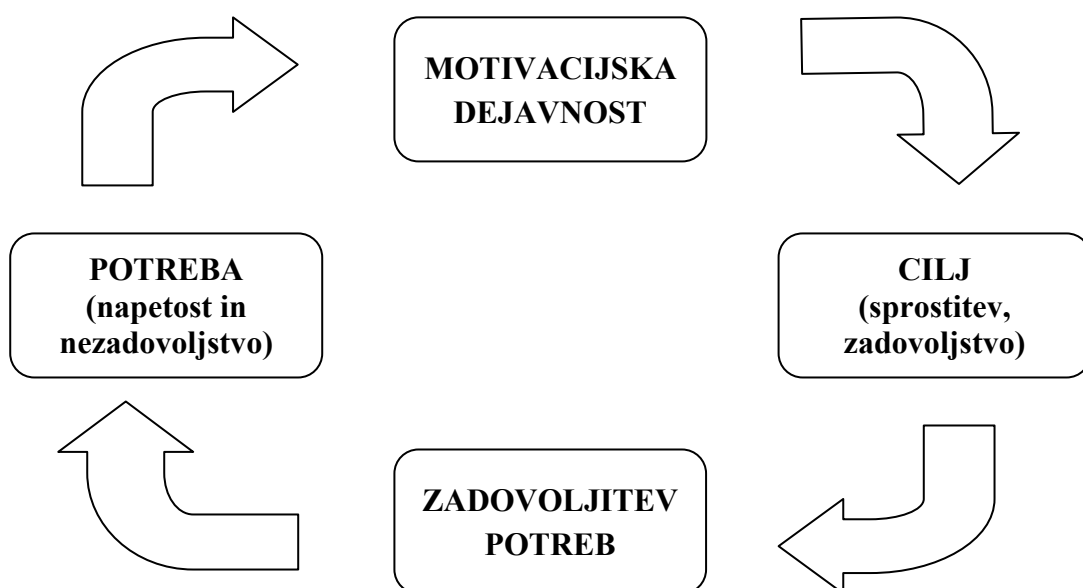 MOTIVACIJSKA
DEJAVNOST
POTREBA
(napetost in
nezadovoljstvo)
CILJ
(sprostitev,
zadovoljstvo)
ZADOVOLJITEV
POTREB